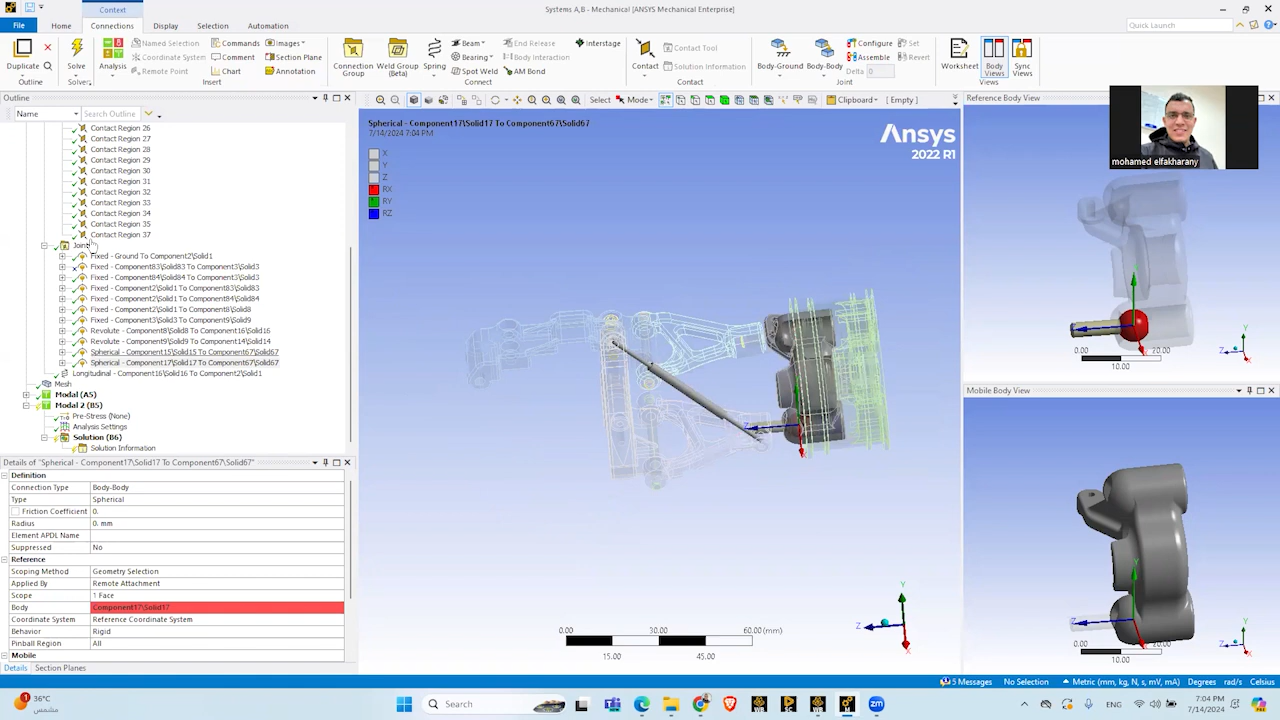 Systems A,B - Mechanical [ANSYS Mechanical Enterprise]
Context
File Home Connections Display Selection Automation Quick Launch
Duplicate Solve Analysis Named Selection Commands Images Connection Group Weld Group (Beta) Spring Beam End Release Interstage Contact Contact Tool Body-Ground Body-Body Configure Set Worksheet Body Views Sync Views
Coordinate System Comment Section Plane Bearing Body Interaction Solution Information Assemble Revert
Remote Point Chart Annotation Spot Weld AM Bond Delta 0
Outline Solver Insert Connect Contact Joint Views
Outline
Name Search Outline
Contact Region 26
Contact Region 27
Contact Region 28
Contact Region 29
Contact Region 30
Contact Region 31
Contact Region 32
Contact Region 33
Contact Region 34
Contact Region 35
Contact Region 37
Fixed - Ground To Component2\Solid1
Fixed - Component83\Solid83 To Component3\Solid3
Fixed - Component84\Solid84 To Component3\Solid3
Fixed - Component2\Solid1 To Component83\Solid83
Fixed - Component2\Solid1 To Component84\Solid84
Fixed - Component2\Solid1 To Component8\Solid8
Fixed - Component3\Solid3 To Component9\Solid9
Revolute - Component8\Solid8 To Component16\Solid16
Revolute - Component9\Solid9 To Component14\Solid14
Spherical - Component15\Solid15 To Component67\Solid67
Spherical - Component17\Solid17 To Component67\Solid67
Longitudinal - Component16\Solid16 To Component2\Solid1
Mesh
Modal (A5)
Modal 2 (B5)
Pre-Stress (None)
Analysis Settings
Solution (B6)
Solution Information
Details of "Spherical - Component17\Solid17 To Component67\Solid67"
Definition
Connection Type Body-Body
Type Spherical
Friction Coefficient 0.
Radius 0. mm
Element APDL Name
Suppressed No
Reference
Scoping Method Geometry Selection
Applied By Remote Attachment
Scope 1 Face
Body Component17\Solid17
Coordinate System Reference Coordinate System
Behavior Rigid
Pinball Region All
Mobile
Details Section Planes
Select Mode Clipboard [ Empty ]
Spherical - Component17\Solid17 To Component67\Solid67
7/14/2024 7:04 PM
X
Y
Z
RX
RY
RZ
Ansys
2022 R1
Z Y X
0.00 30.00 60.00 (mm)
15.00 45.00
Reference Body View
mohamed elfakharany
0.00 20.00
10.00
Z Y X
Mobile Body View
0.00 20.00
10.00
Z Y X
5 Messages No Selection Metric (mm, kg, N, s, mV, mA) Degrees rad/s Celsius
36°C
مشمس
Search
ENG
7:04 PM
7/14/2024